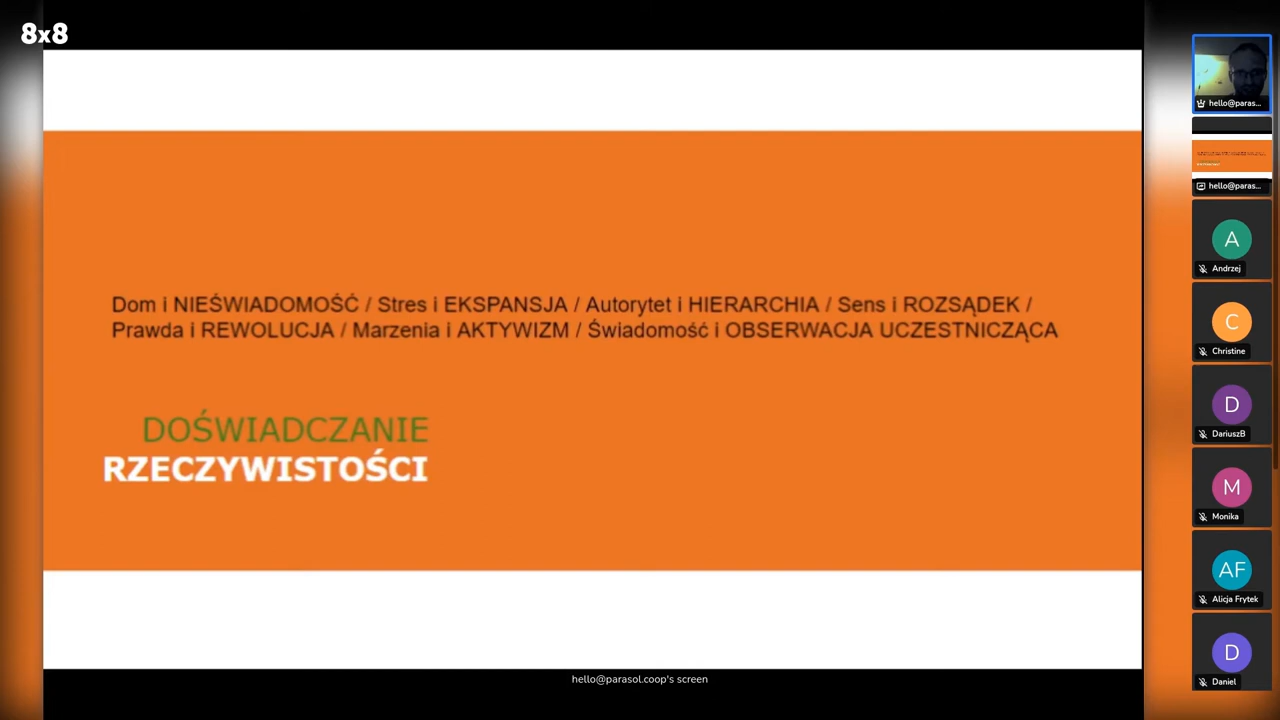 8x8
Dom i NIEŚWIADOMOŚĆ / Stres i EKSPANSJA / Autorytet i HIERARCHIA / Sens i ROZSĄDEK /
Prawda i REWOLUCJA / Marzenia i AKTYWIZM / Świadomość i OBSERWACJA UCZESTNICZĄCA
DOŚWIADCZANIE
RZECZYWISTOŚCI
hello@parasol.coop's screen
hello@paras...
hello@paras...
A
Andrzej
C
Christine
D
DariuszB
M
Monika
AF
Alicja Frytek
D
Daniel